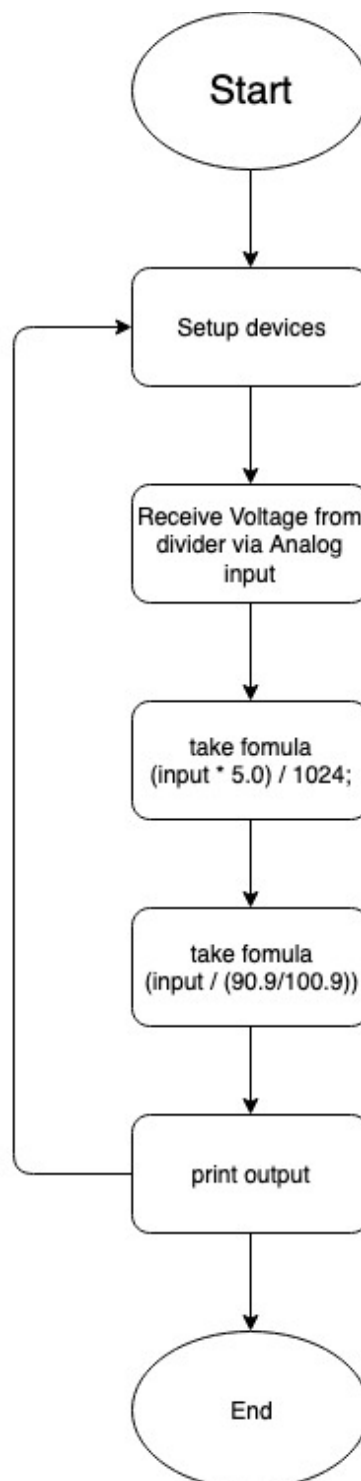 Start
Setup devices
Receive Voltage from
divider via Analog
input
take fomula
(input * 5.0) / 1024;
take fomula
(input / (90.9/100.9))
print output
End